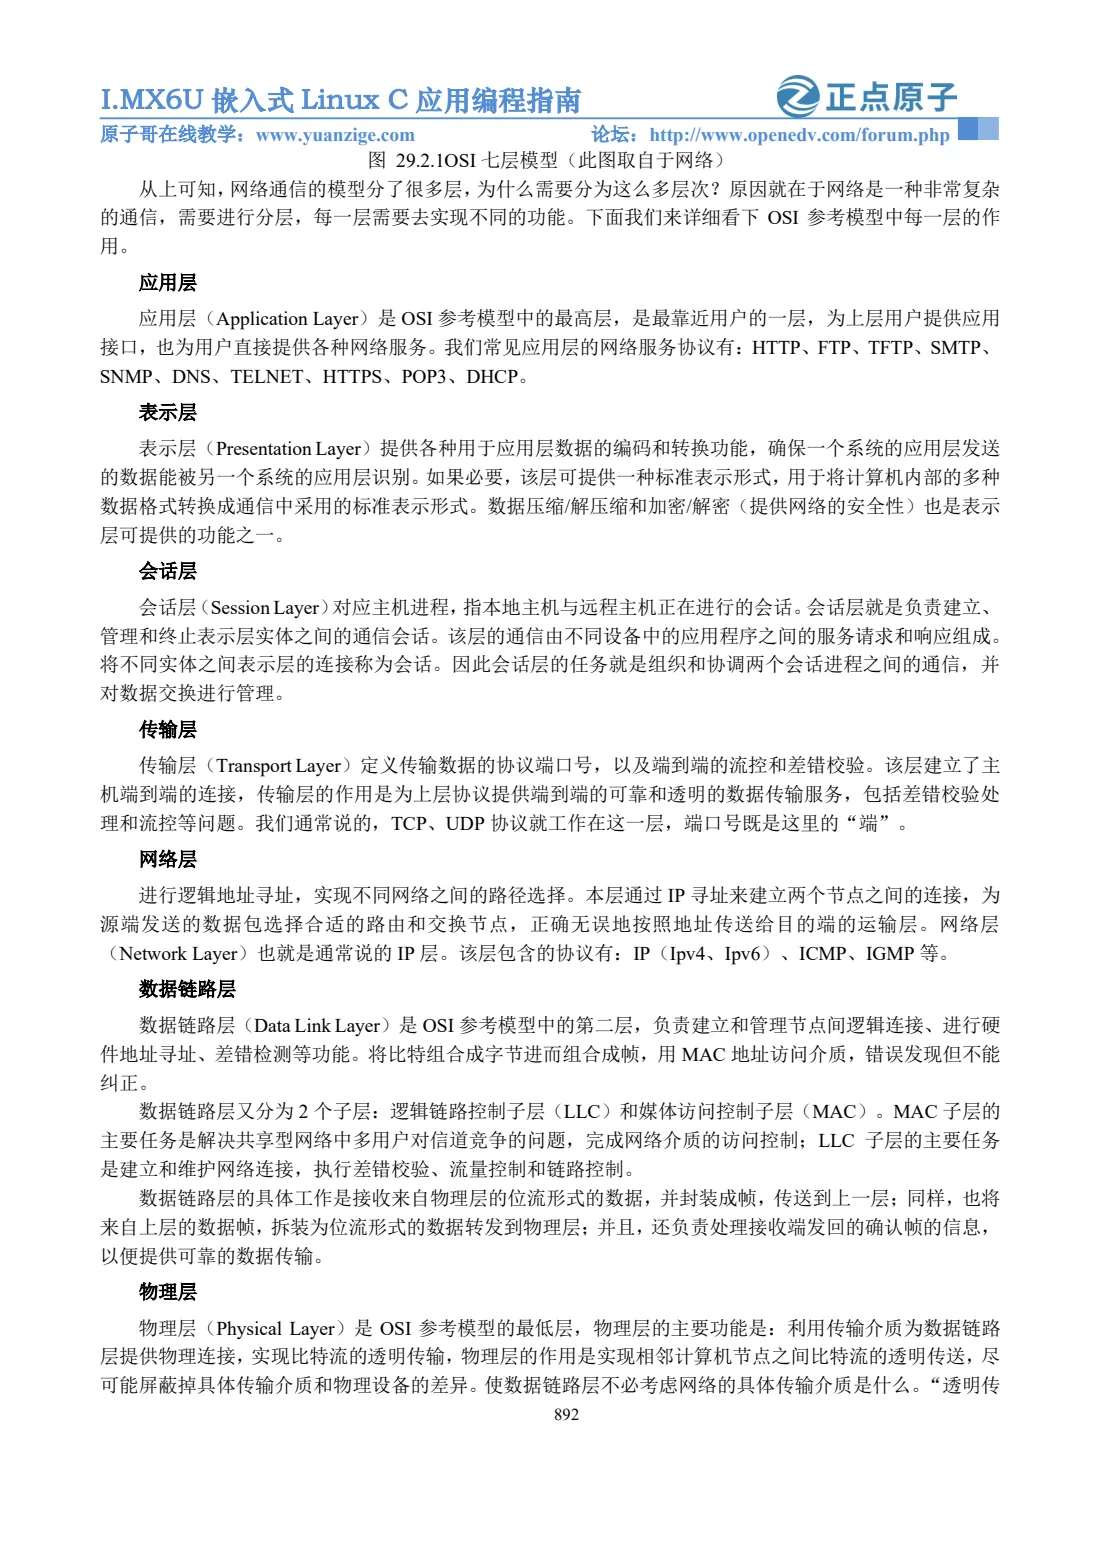 I.MX6U 嵌入式 Linux C 应用编程指南
正点原子
原子哥在线教学：www.yuanzige.com 论坛：http://www.openedv.com/forum.php
图 29.2.1OSI 七层模型（此图取自于网络）
从上可知，网络通信的模型分了很多层，为什么需要分为这么多层次？原因就在于网络是一种非常复杂
的通信，需要进行分层，每一层需要去实现不同的功能。下面我们来详细看下 OSI 参考模型中每一层的作
用。
应用层
应用层（Application Layer）是 OSI 参考模型中的最高层，是最靠近用户的一层，为上层用户提供应用
接口，也为用户直接提供各种网络服务。我们常见应用层的网络服务协议有：HTTP、FTP、TFTP、SMTP、
SNMP、DNS、TELNET、HTTPS、POP3、DHCP。
表示层
表示层（Presentation Layer）提供各种用于应用层数据的编码和转换功能，确保一个系统的应用层发送
的数据能被另一个系统的应用层识别。如果必要，该层可提供一种标准表示形式，用于将计算机内部的多种
数据格式转换成通信中采用的标准表示形式。数据压缩/解压缩和加密/解密（提供网络的安全性）也是表示
层可提供的功能之一。
会话层
会话层（Session Layer）对应主机进程，指本地主机与远程主机正在进行的会话。会话层就是负责建立、
管理和终止表示层实体之间的通信会话。该层的通信由不同设备中的应用程序之间的服务请求和响应组成。
将不同实体之间表示层的连接称为会话。因此会话层的任务就是组织和协调两个会话进程之间的通信，并
对数据交换进行管理。
传输层
传输层（Transport Layer）定义传输数据的协议端口号，以及端到端的流控和差错校验。该层建立了主
机端到端的连接，传输层的作用是为上层协议提供端到端的可靠和透明的数据传输服务，包括差错校验处
理和流控等问题。我们通常说的，TCP、UDP 协议就工作在这一层，端口号既是这里的“端”。
网络层
进行逻辑地址寻址，实现不同网络之间的路径选择。本层通过 IP 寻址来建立两个节点之间的连接，为
源端发送的数据包选择合适的路由和交换节点，正确无误地按照地址传送给目的端的运输层。网络层
（Network Layer）也就是通常说的 IP 层。该层包含的协议有：IP（Ipv4、Ipv6）、ICMP、IGMP 等。
数据链路层
数据链路层（Data Link Layer）是 OSI 参考模型中的第二层，负责建立和管理节点间逻辑连接、进行硬
件地址寻址、差错检测等功能。将比特组合成字节进而组合成帧，用 MAC 地址访问介质，错误发现但不能
纠正。
数据链路层又分为 2 个子层：逻辑链路控制子层（LLC）和媒体访问控制子层（MAC）。MAC 子层的
主要任务是解决共享型网络中多用户对信道竞争的问题，完成网络介质的访问控制；LLC 子层的主要任务
是建立和维护网络连接，执行差错校验、流量控制和链路控制。
数据链路层的具体工作是接收来自物理层的位流形式的数据，并封装成帧，传送到上一层；同样，也将
来自上层的数据帧，拆装为位流形式的数据转发到物理层；并且，还负责处理接收端发回的确认帧的信息，
以便提供可靠的数据传输。
物理层
物理层（Physical Layer）是 OSI 参考模型的最低层，物理层的主要功能是：利用传输介质为数据链路
层提供物理连接，实现比特流的透明传输，物理层的作用是实现相邻计算机节点之间比特流的透明传送，尽
可能屏蔽掉具体传输介质和物理设备的差异。使数据链路层不必考虑网络的具体传输介质是什么。“透明传
892